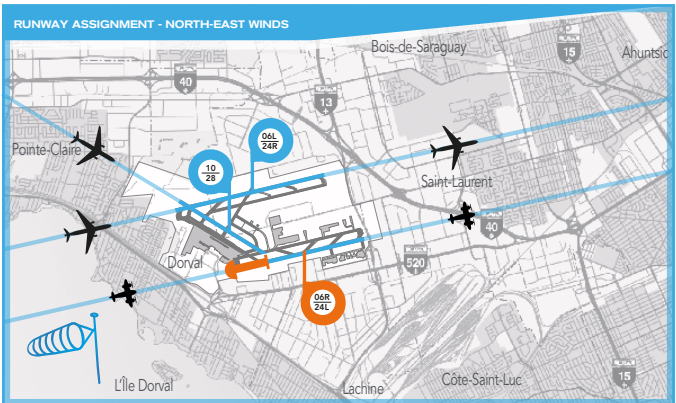 RUNWAY ASSIGNMENT - NORTH-EAST WINDS
Bois-de-Saraguay
15
Ahuntsic
40
13
06L
24R
Pointe-Claire
10
28
Saint-Laurent
40
Dorval
520
06R
24L
L'Île Dorval
Lachine
Côte-Saint-Luc
15